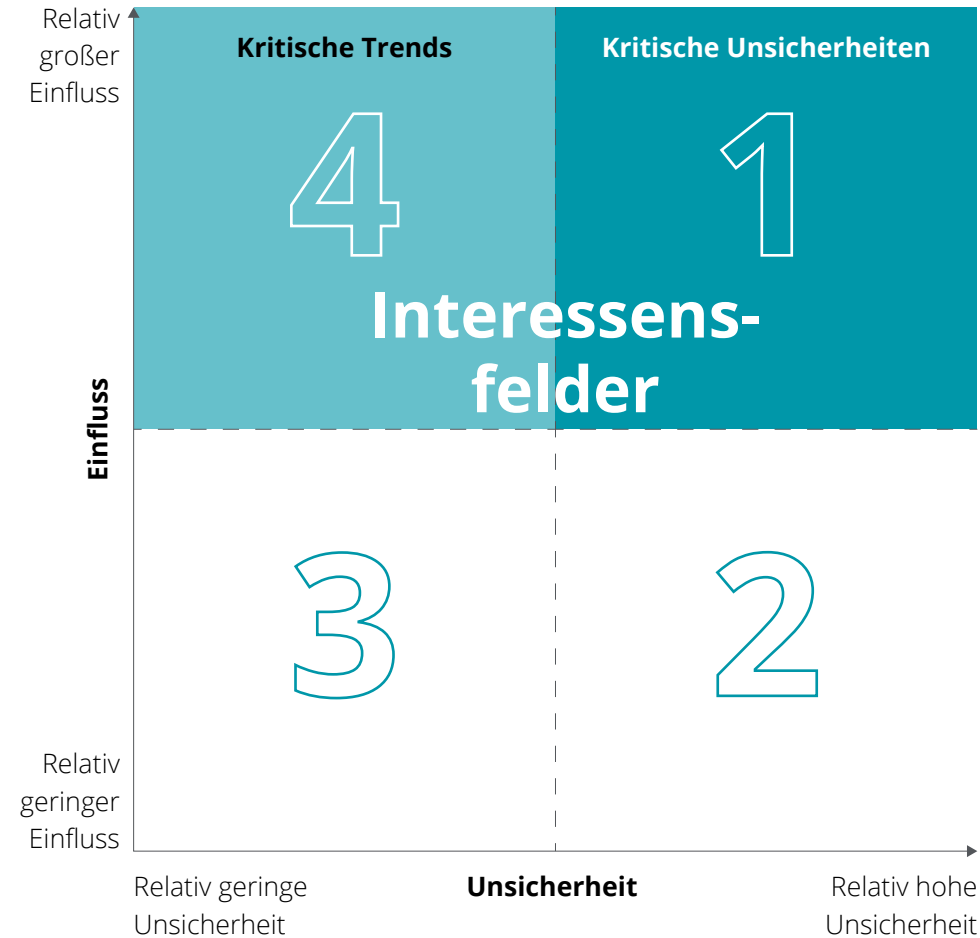 Relativ
großer
Einfluss
Kritische Trends
Kritische Unsicherheiten
4
1
Interessens-
felder
Einfluss
3
2
Relativ
geringer
Einfluss
Relativ geringe
Unsicherheit
Unsicherheit
Relativ hohe
Unsicherheit